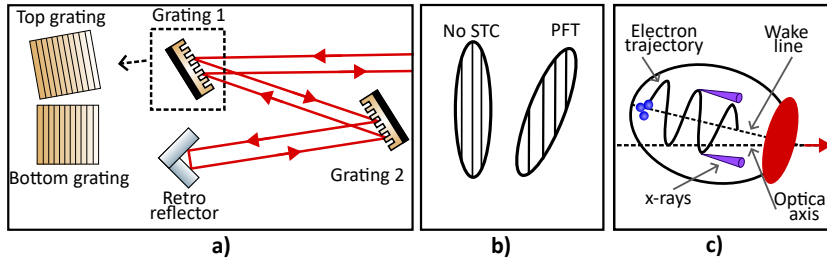 Top grating
Grating 1
Bottom grating
Retro
reflector
Grating 2
a)
No STC
PFT
b)
Electron
trajectory
Wake
line
x-rays
Optical
axis
c)